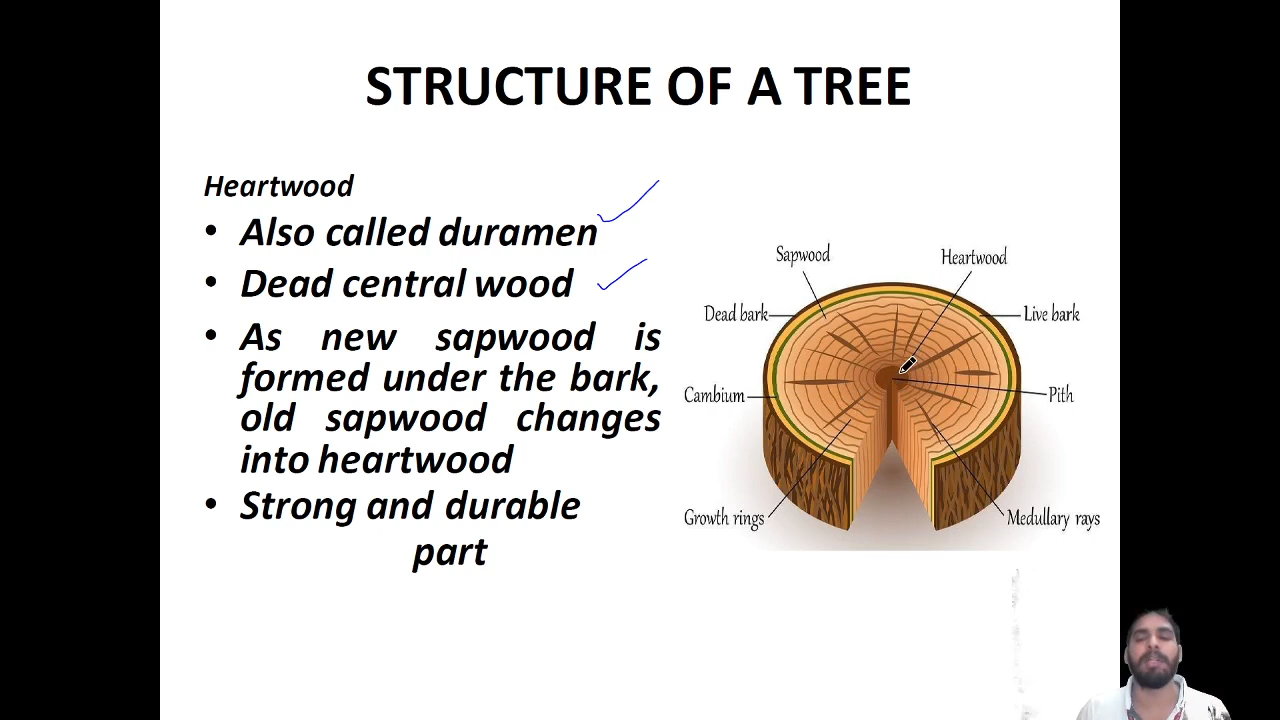 STRUCTURE OF A TREE
Heartwood
• Also called duramen
• Dead central wood
• As new sapwood is
formed under the bark,
old sapwood changes
into heartwood
• Strong and durable
part
Sapwood
Heartwood
Dead bark
Live bark
Cambium
Pith
Growth rings
Medullary rays